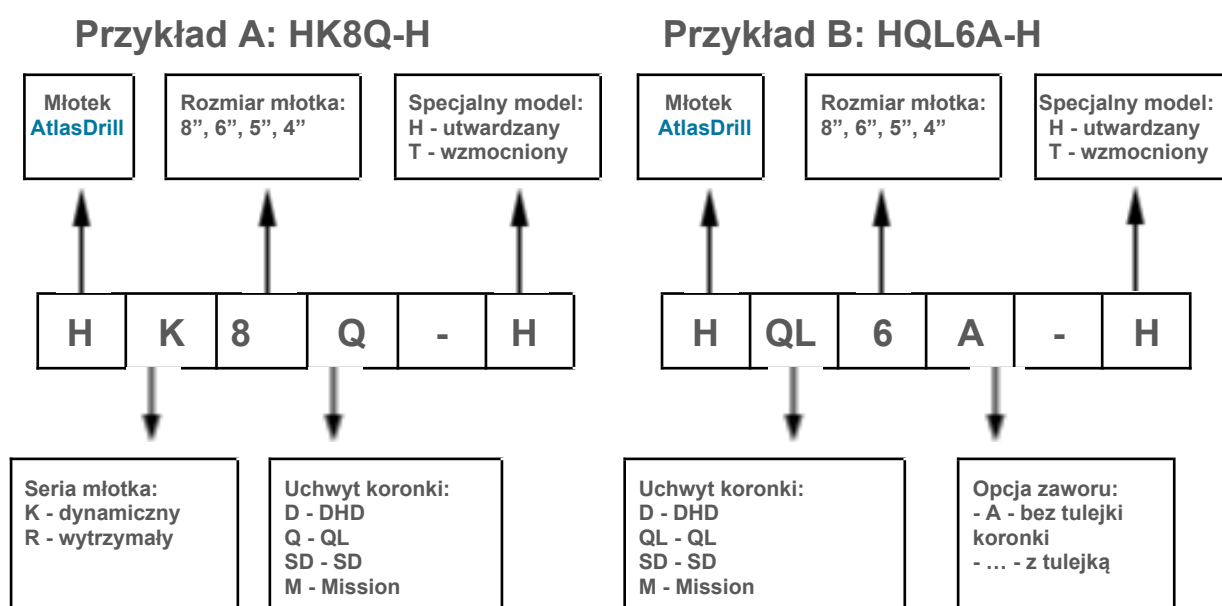 Przykład A: HK8Q-H
Młotek
AtlasDrill
Rozmiar młotka:
8”, 6”, 5”, 4”
Specjalny model:
H - utwardzany
T - wzmocniony
H K 8 Q - H
Seria młotka:
K - dynamiczny
R - wytrzymały
Uchwyt koronki:
D - DHD
Q - QL
SD - SD
M - Mission
Przykład B: HQL6A-H
Młotek
AtlasDrill
Rozmiar młotka:
8”, 6”, 5”, 4”
Specjalny model:
H - utwardzany
T - wzmocniony
H QL 6 A - H
Uchwyt koronki:
D - DHD
QL - QL
SD - SD
M - Mission
Opcja zaworu:
- A - bez tulejki
koronki
- ... - z tulejką